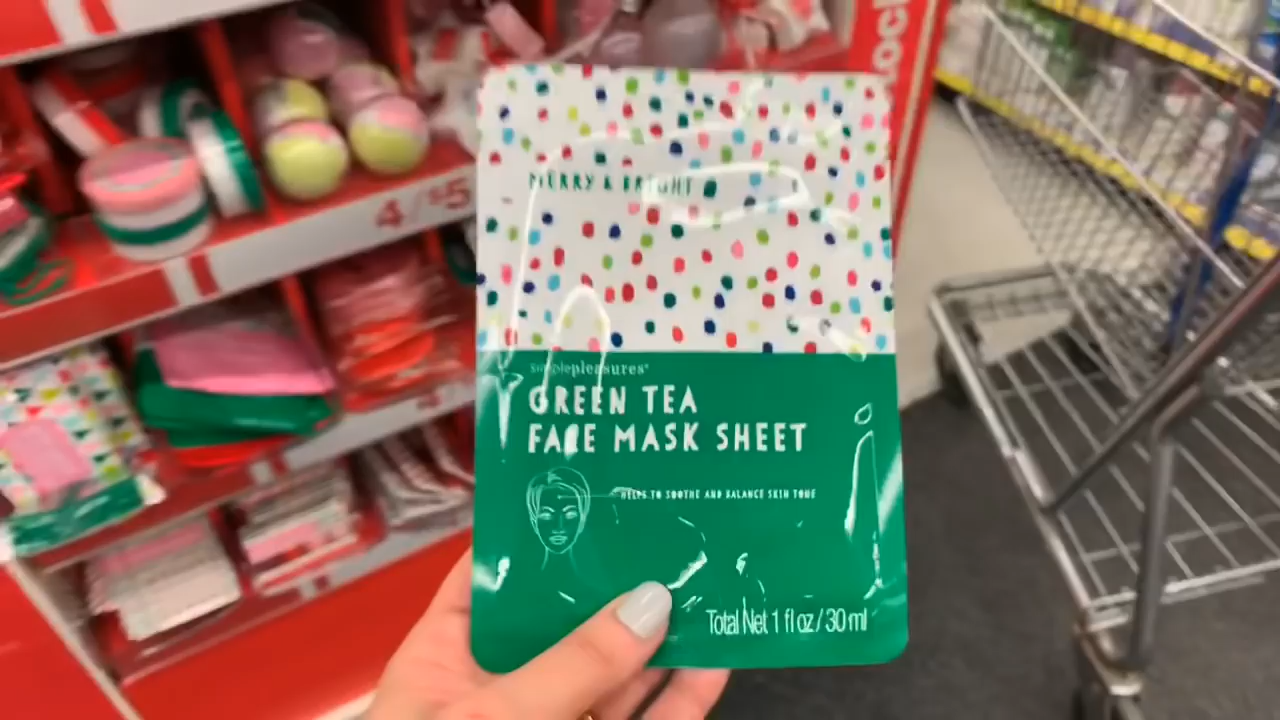 MERRY & BRIGHT
simplepleasures®
GREEN TEA
FACE MASK SHEET
HELPS TO SOOTHE AND BALANCE SKIN TONE
Total Net 1 fl oz / 30 ml
4/$5